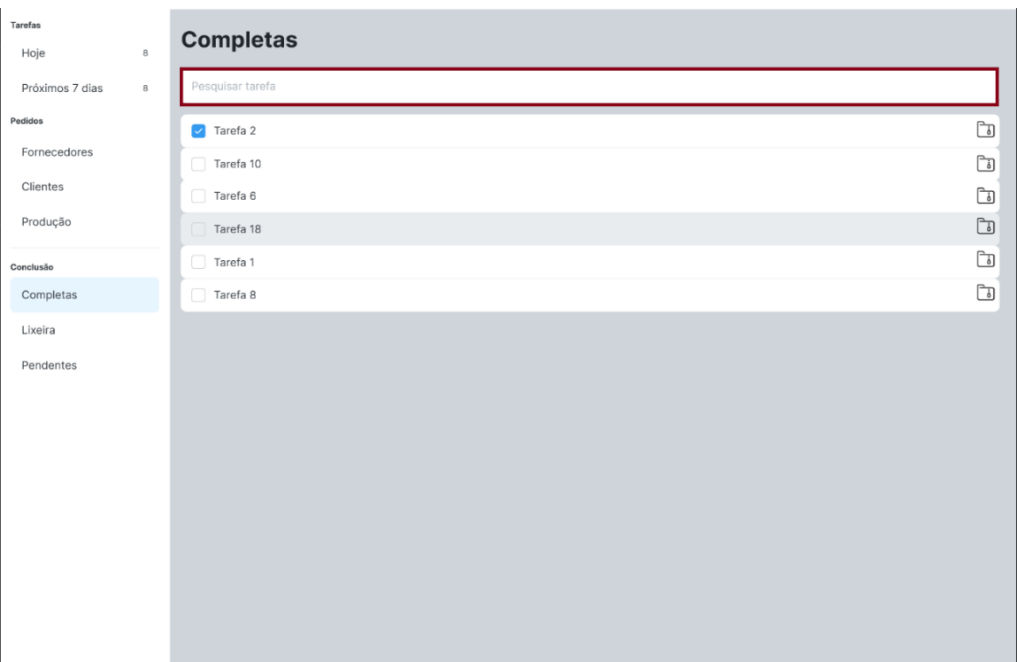 Tarefas
Hoje 8
Próximos 7 dias 8
Pedidos
Fornecedores
Clientes
Produção
Conclusão
Completas
Lixeira
Pendentes
Completas
Pesquisar tarefa
Tarefa 2
Tarefa 10
Tarefa 6
Tarefa 18
Tarefa 1
Tarefa 8